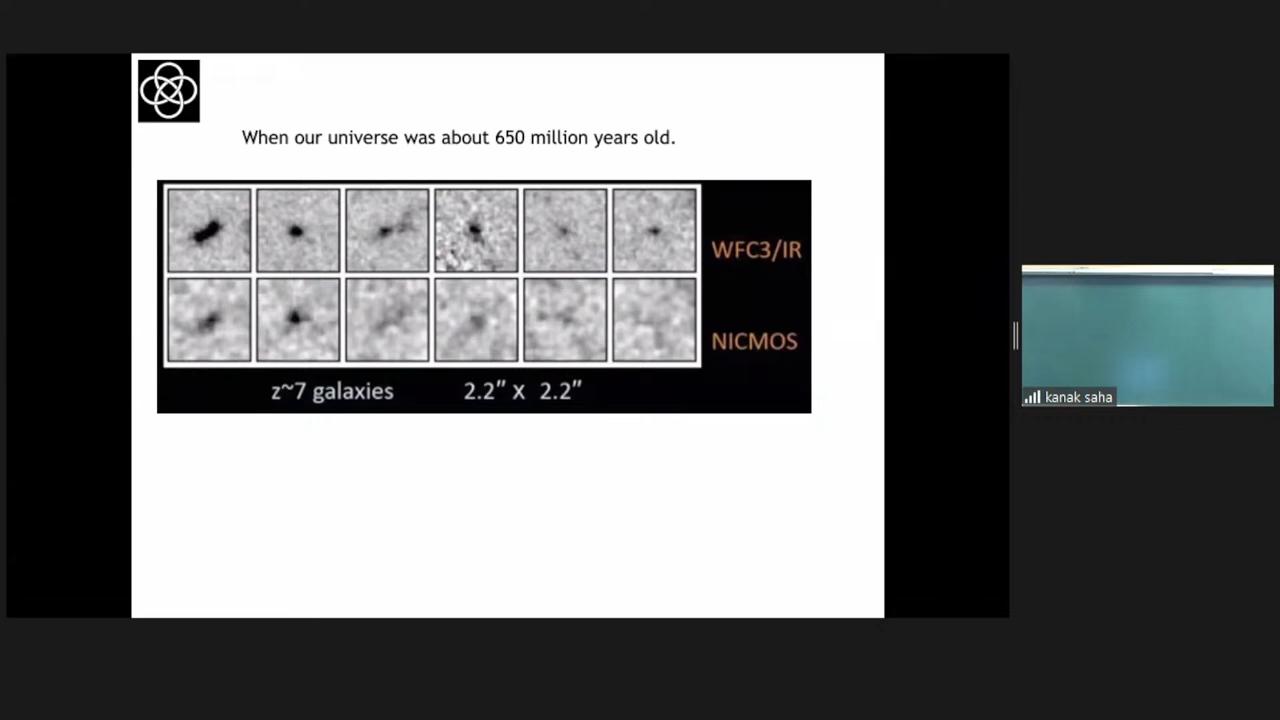 When our universe was about 650 million years old.
WFC3/IR
NICMOS
z~7 galaxies 2.2" x 2.2"
kanak saha